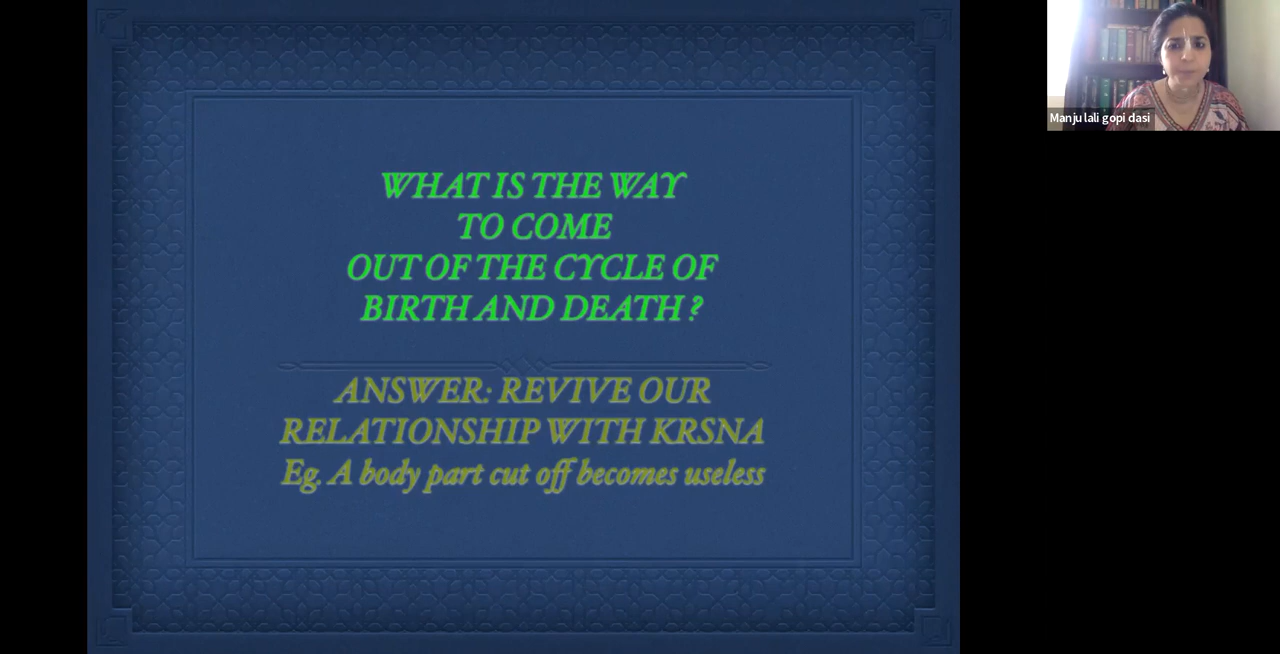 WHAT IS THE WAY
TO COME
OUT OF THE CYCLE OF
BIRTH AND DEATH ?
ANSWER: REVIVE OUR
RELATIONSHIP WITH KRSNA
Eg. A body part cut off becomes useless
Manju lali gopi dasi